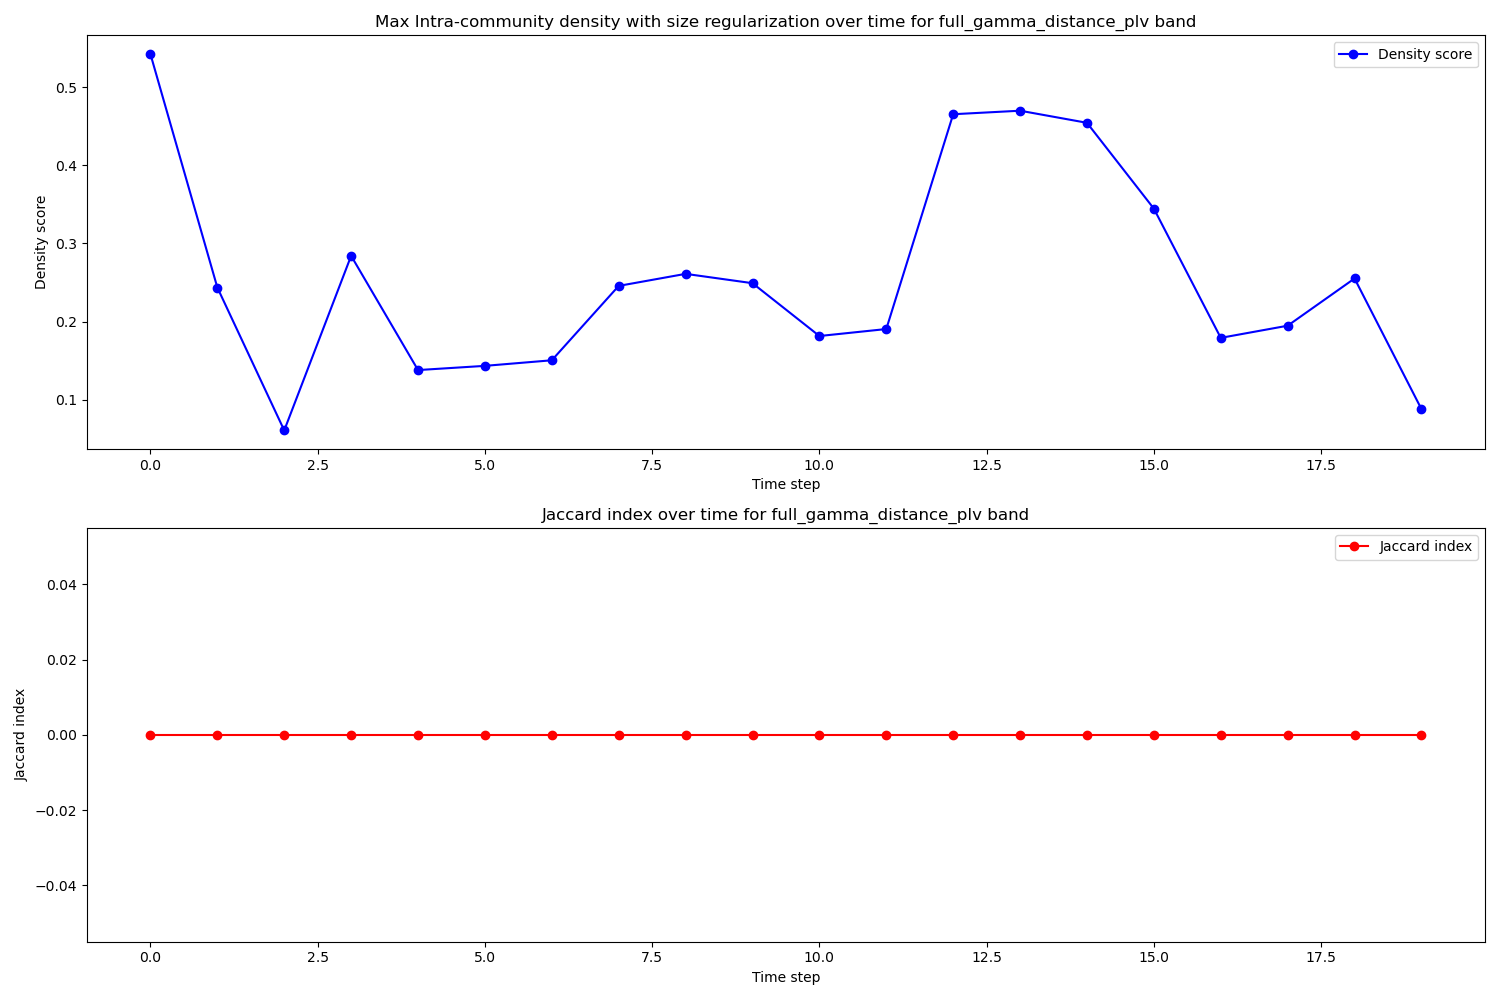 Max Intra-community density with size regularization over time for full_gamma_distance_plv band
Density score
0.5
0.4
0.3
0.2
0.1
Density score
0.0 2.5 5.0 7.5 10.0 12.5 15.0 17.5
Time step
Jaccard index over time for full_gamma_distance_plv band
Jaccard index
0.04
0.02
0.00
−0.02
−0.04
Jaccard index
0.0 2.5 5.0 7.5 10.0 12.5 15.0 17.5
Time step